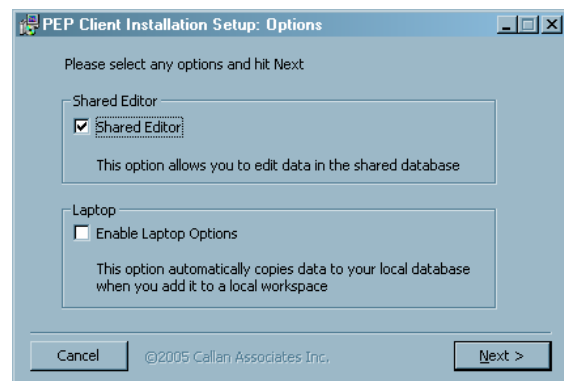 PEP Client Installation Setup: Options
Please select any options and hit Next
Shared Editor
Shared Editor
This option allows you to edit data in the shared database
Laptop
Enable Laptop Options
This option automatically copies data to your local database
when you add it to a local workspace
Cancel
©2005 Callan Associates Inc.
Next >